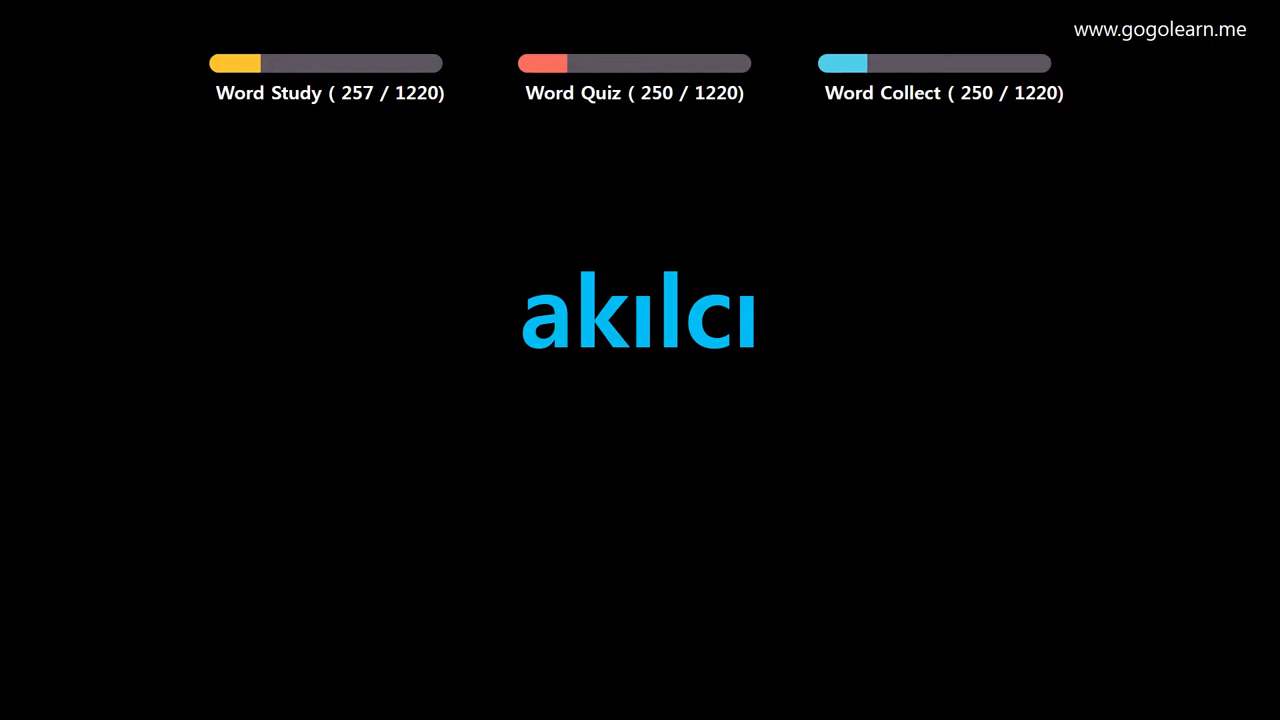 www.gogolearn.me
Word Study ( 257 / 1220)
Word Quiz ( 250 / 1220)
Word Collect ( 250 / 1220)
akılcı